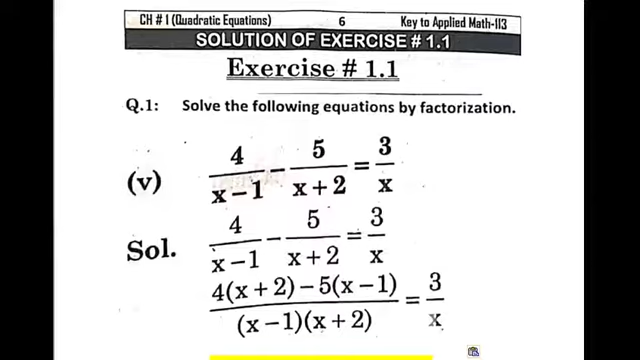 CH # 1 (Quadratic Equations) 6 Key to Applied Math-113
SOLUTION OF EXERCISE # 1.1
Exercise # 1.1
Q.1: Solve the following equations by factorization.
(v) 4/(x – 1) – 5/(x + 2) = 3/x
Sol. 4/(x – 1) – 5/(x + 2) = 3/x
(4(x + 2) – 5(x – 1))/((x – 1)(x + 2)) = 3/x